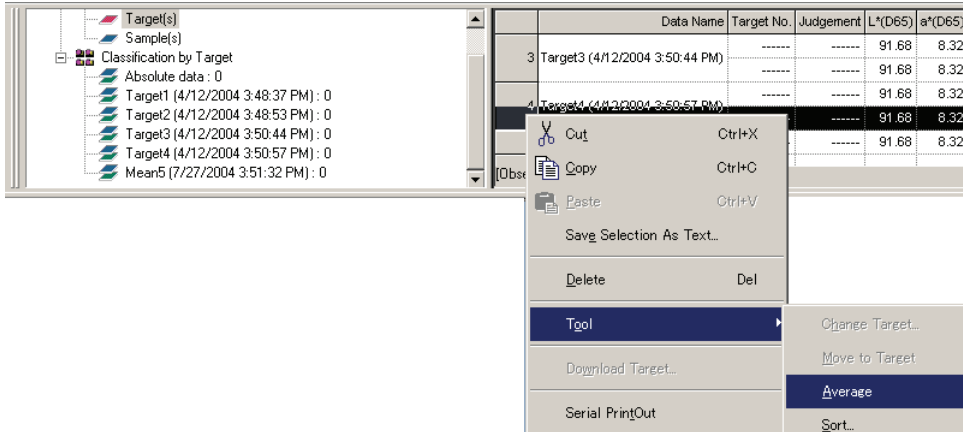 Target(s)
Sample(s)
Classification by Target
Absolute data : 0
Target1 (4/12/2004 3:48:37 PM) : 0
Target2 (4/12/2004 3:48:53 PM) : 0
Target3 (4/12/2004 3:50:44 PM) : 0
Target4 (4/12/2004 3:50:57 PM) : 0
Mean5 (7/27/2004 3:51:32 PM) : 0
Data Name Target No. Judgement L*(D65) a*(D65)
3 Target3 (4/12/2004 3:50:44 PM) ------ ------ 91.68 8.32
------ ------ 91.68 8.32
4 Target4 (4/12/2004 3:50:57 PM) ------ ------ 91.68 8.32
------ 91.68 8.32
------ 91.68 8.32
[Obse
Cut Ctrl+X
Copy Ctrl+C
Paste Ctrl+V
Save Selection As Text...
Delete Del
Tool
Download Target...
Serial PrintOut
Change Target...
Move to Target
Average
Sort...